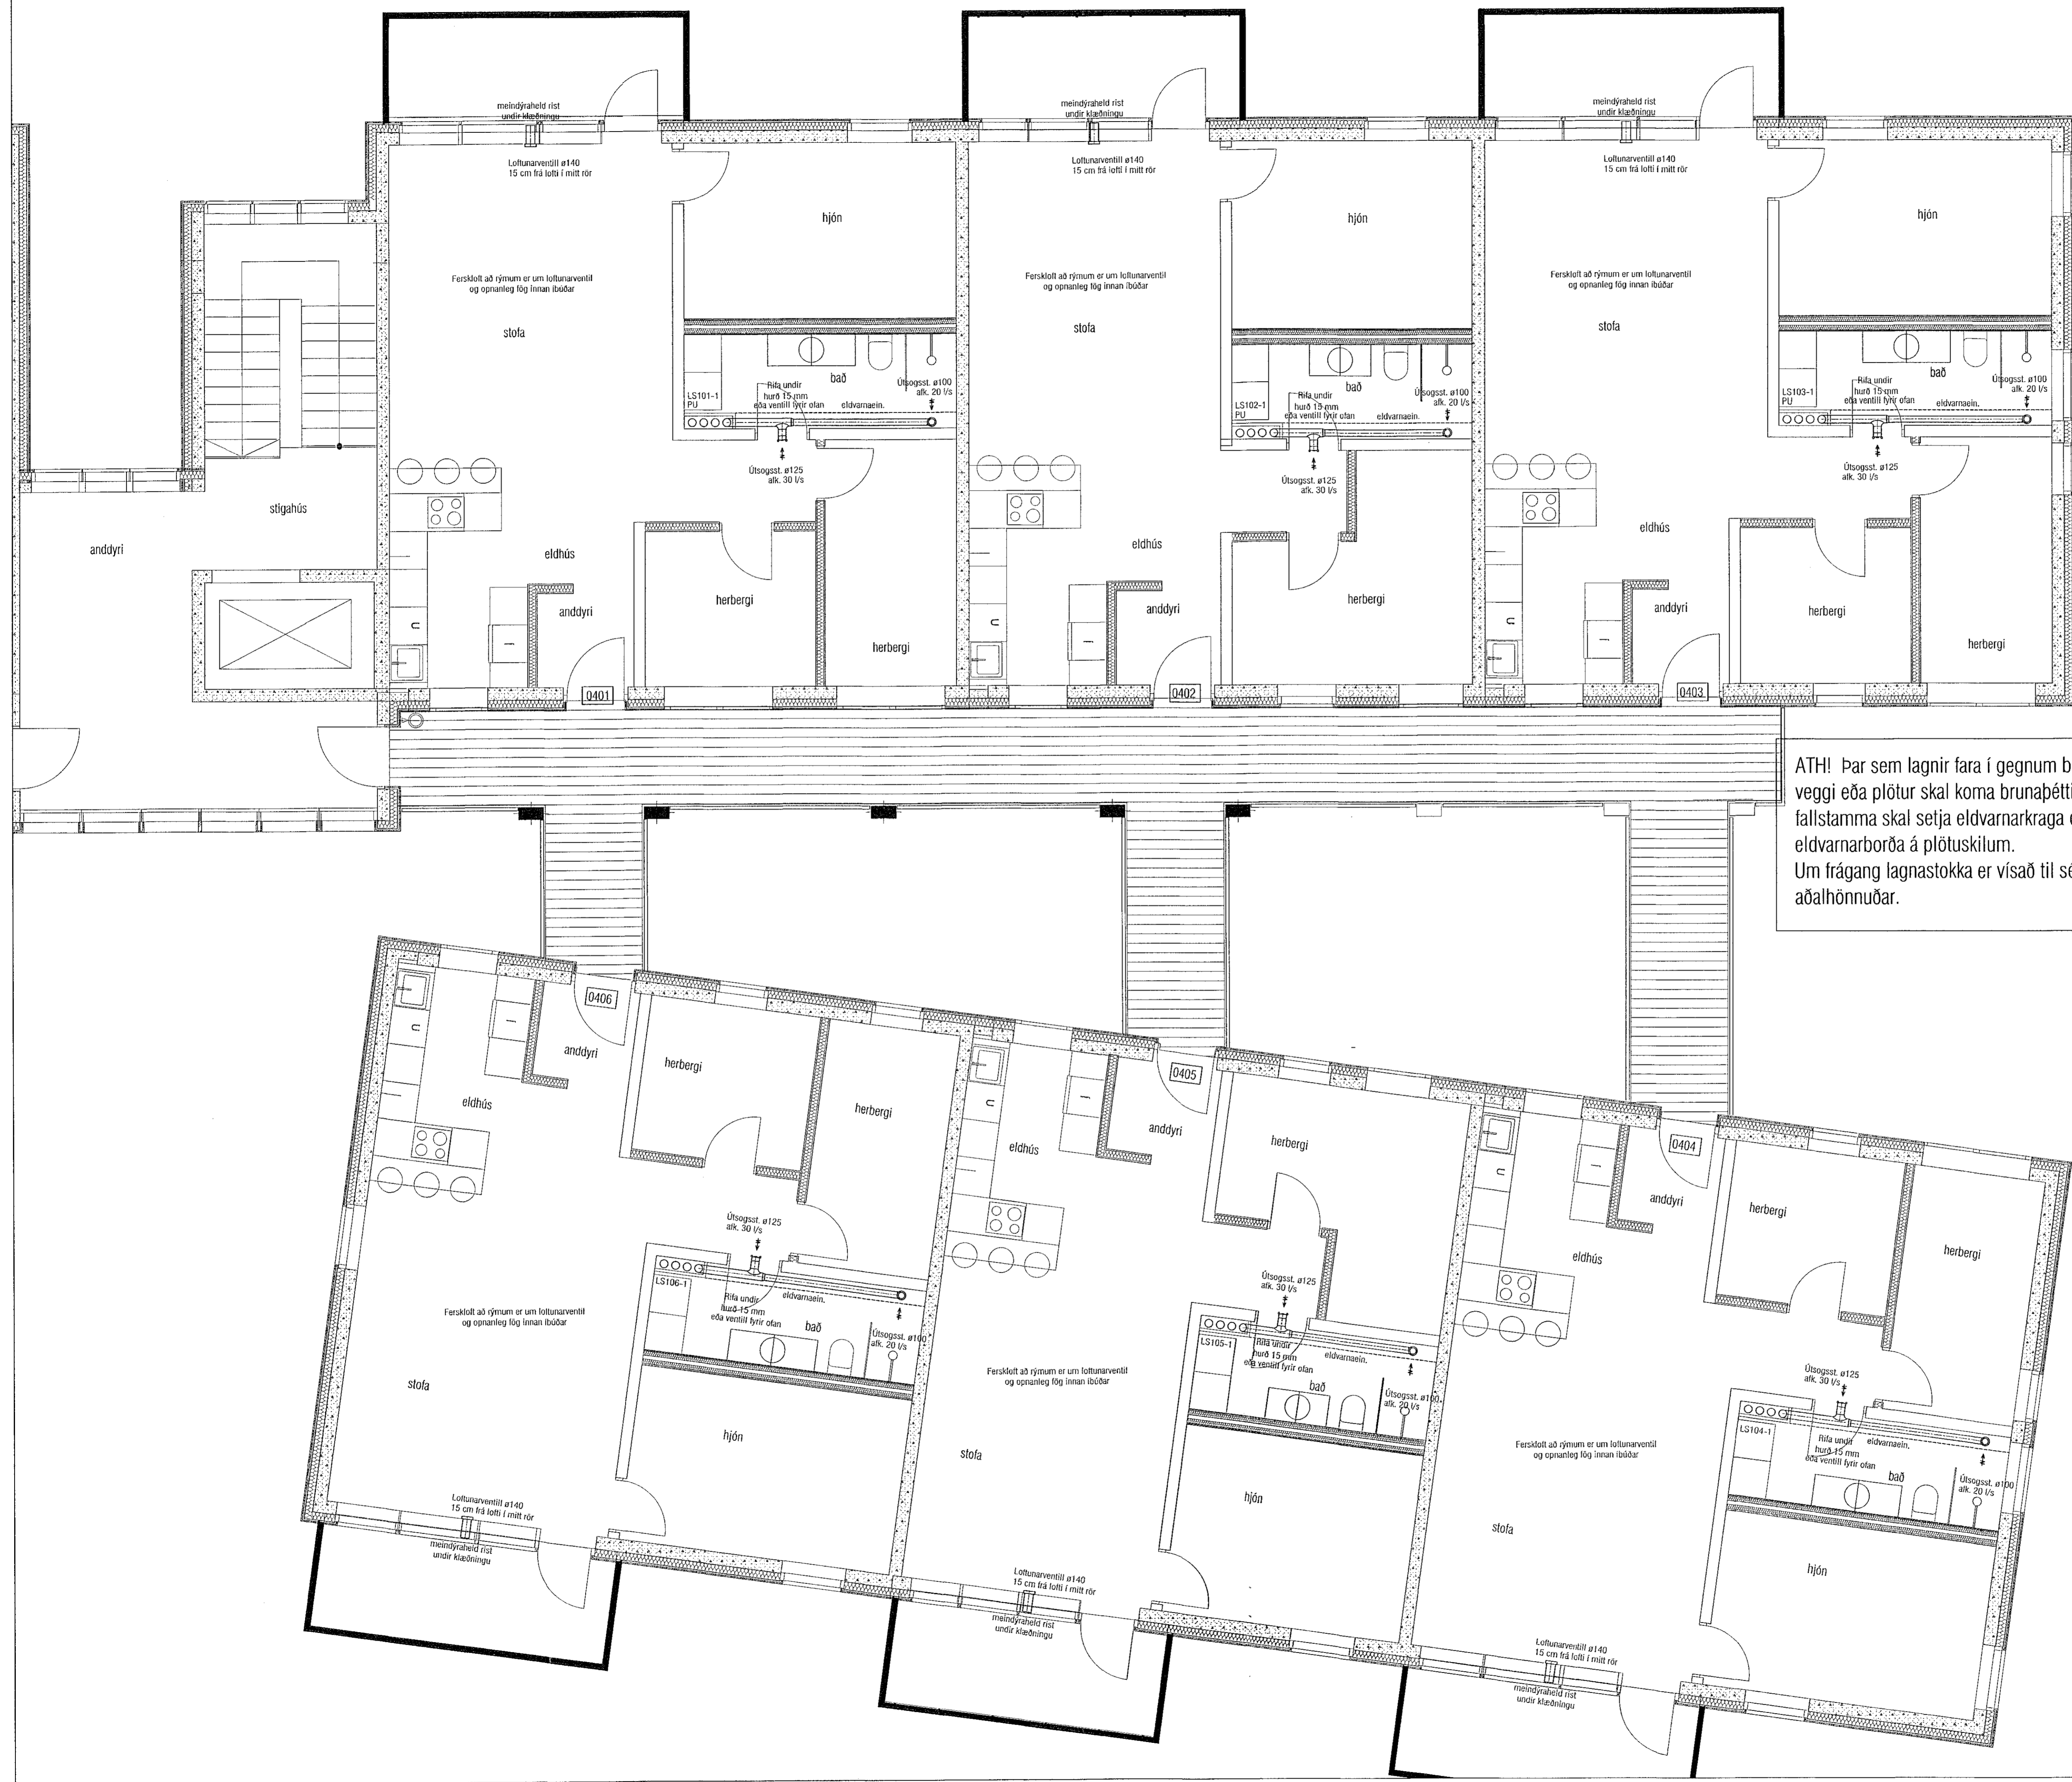 meindýraheld rist
undir klæðningu
Loftunarventill ø140
15 cm frá lofti í mitt rör
hjón
Ferskloft að rýmum er um loftunarventil
og opnanleg fög innan íbúðar
stofa
LS101-1
PU
Rifa undir
hurð 15 mm
eða ventill fyrir ofan
bað
eldvarnaein.
Útsogsst. ø100
afk. 20 l/s
Útsogsst. ø125
afk. 30 l/s
eldhús
anddyri
herbergi
herbergi
0401
meindýraheld rist
undir klæðningu
Loftunarventill ø140
15 cm frá lofti í mitt rör
hjón
Ferskloft að rýmum er um loftunarventil
og opnanleg fög innan íbúðar
stofa
LS102-1
PU
Rifa undir
hurð 15 mm
eða ventill fyrir ofan
bað
eldvarnaein.
Útsogsst. ø100
afk. 20 l/s
Útsogsst. ø125
afk. 30 l/s
eldhús
anddyri
herbergi
0402
meindýraheld rist
undir klæðningu
Loftunarventill ø140
15 cm frá lofti í mitt rör
hjón
Ferskloft að rýmum er um loftunarventil
og opnanleg fög innan íbúðar
stofa
LS103-1
PU
Rifa undir
hurð 15 mm
eða ventill fyrir ofan
bað
eldvarnaein.
Útsogsst. ø100
afk. 20 l/s
Útsogsst. ø125
afk. 30 l/s
eldhús
anddyri
herbergi
herbergi
0403
stigahús
anddyri
ATH! Þar sem lagnir fara í gegnum b
veggi eða plötur skal koma brunaþétti
fallstamma skal setja eldvarnarkraga
eldvarnarborða á plötuskilum.
Um frágang lagnastokka er vísað til sé
aðalhönnuðar.
0406
anddyri
herbergi
eldhús
herbergi
Útsogsst. ø125
afk. 30 l/s
LS106-1
Rifa undir
hurð 15 mm
eða ventill fyrir ofan
eldvarnaein.
bað
Útsogsst. ø100
afk. 20 l/s
Ferskloft að rýmum er um loftunarventil
og opnanleg fög innan íbúðar
stofa
hjón
Loftunarventill ø140
15 cm frá lofti í mitt rör
meindýraheld rist
undir klæðningu
0405
anddyri
herbergi
eldhús
Útsogsst. ø125
afk. 30 l/s
LS105-1
Rifa undir
hurð 15 mm
eða ventill fyrir ofan
eldvarnaein.
bað
Útsogsst. ø100
afk. 20 l/s
Ferskloft að rýmum er um loftunarventil
og opnanleg fög innan íbúðar
stofa
hjón
Loftunarventill ø140
15 cm frá lofti í mitt rör
meindýraheld rist
undir klæðningu
0404
anddyri
herbergi
herbergi
eldhús
Útsogsst. ø125
afk. 30 l/s
LS104-1
Rifa undir
hurð 15 mm
eða ventill fyrir ofan
eldvarnaein.
bað
Útsogsst. ø100
afk. 20 l/s
Ferskloft að rýmum er um loftunarventil
og opnanleg fög innan íbúðar
stofa
hjón
Loftunarventill ø140
15 cm frá lofti í mitt rör
meindýraheld rist
undir klæðningu